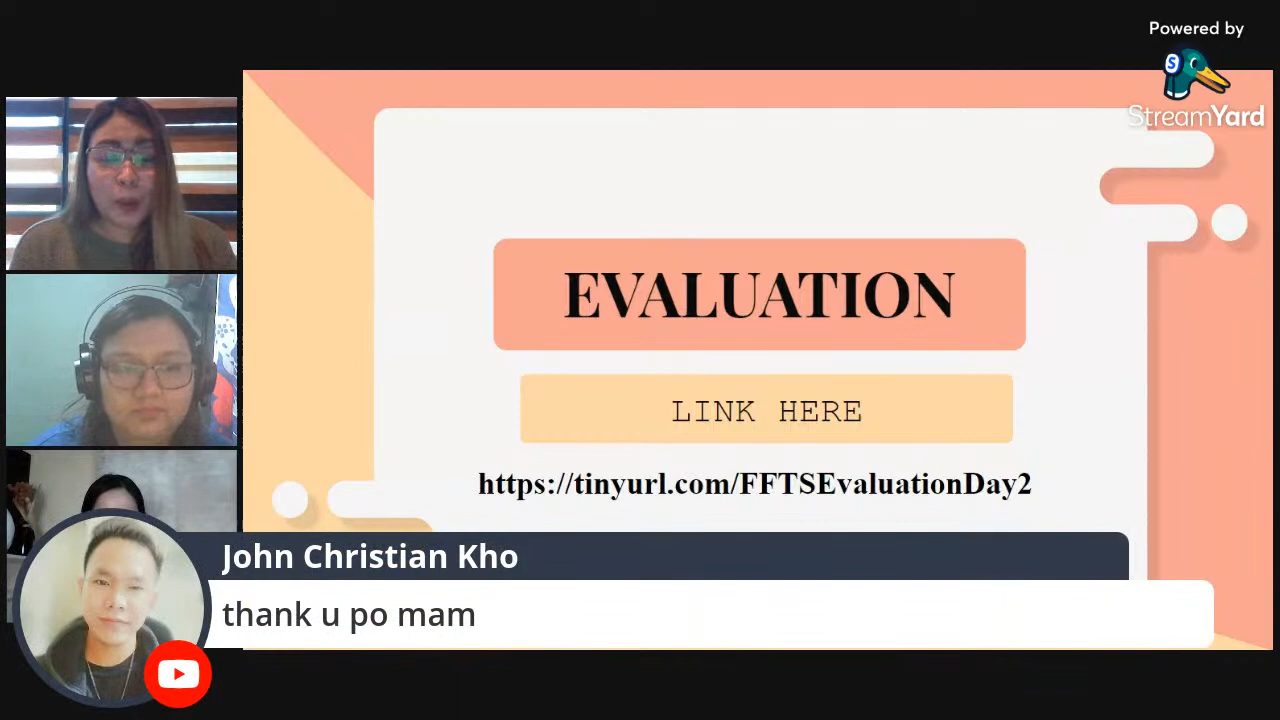 Powered by
S
StreamYard
EVALUATION
LINK HERE
https://tinyurl.com/FFTSEvaluationDay2
John Christian Kho
thank u po mam